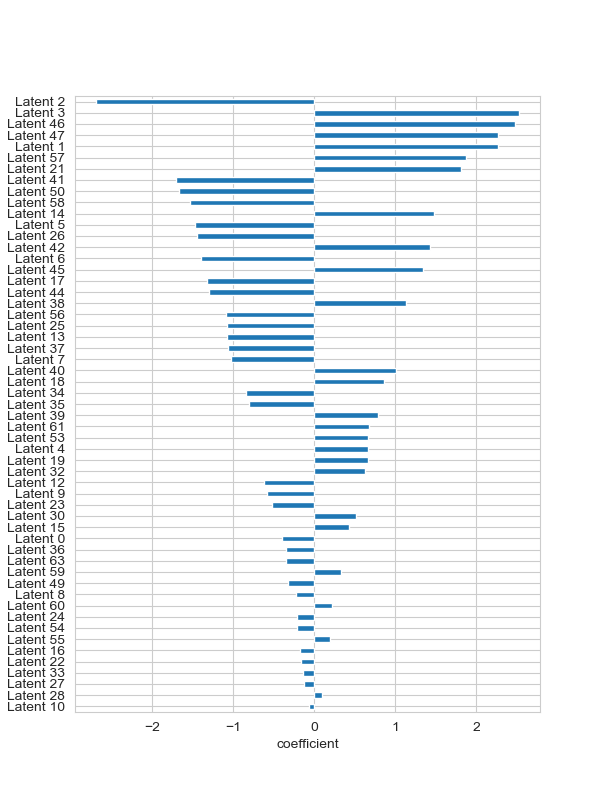 Latent 2
Latent 3
Latent 46
Latent 47
Latent 1
Latent 57
Latent 21
Latent 41
Latent 50
Latent 58
Latent 14
Latent 5
Latent 26
Latent 42
Latent 6
Latent 45
Latent 17
Latent 44
Latent 38
Latent 56
Latent 25
Latent 13
Latent 37
Latent 7
Latent 40
Latent 18
Latent 34
Latent 35
Latent 39
Latent 61
Latent 53
Latent 4
Latent 19
Latent 32
Latent 12
Latent 9
Latent 23
Latent 30
Latent 15
Latent 0
Latent 36
Latent 63
Latent 59
Latent 49
Latent 8
Latent 60
Latent 24
Latent 54
Latent 55
Latent 16
Latent 22
Latent 33
Latent 27
Latent 28
Latent 10
−2 −1 0 1 2
coefficient